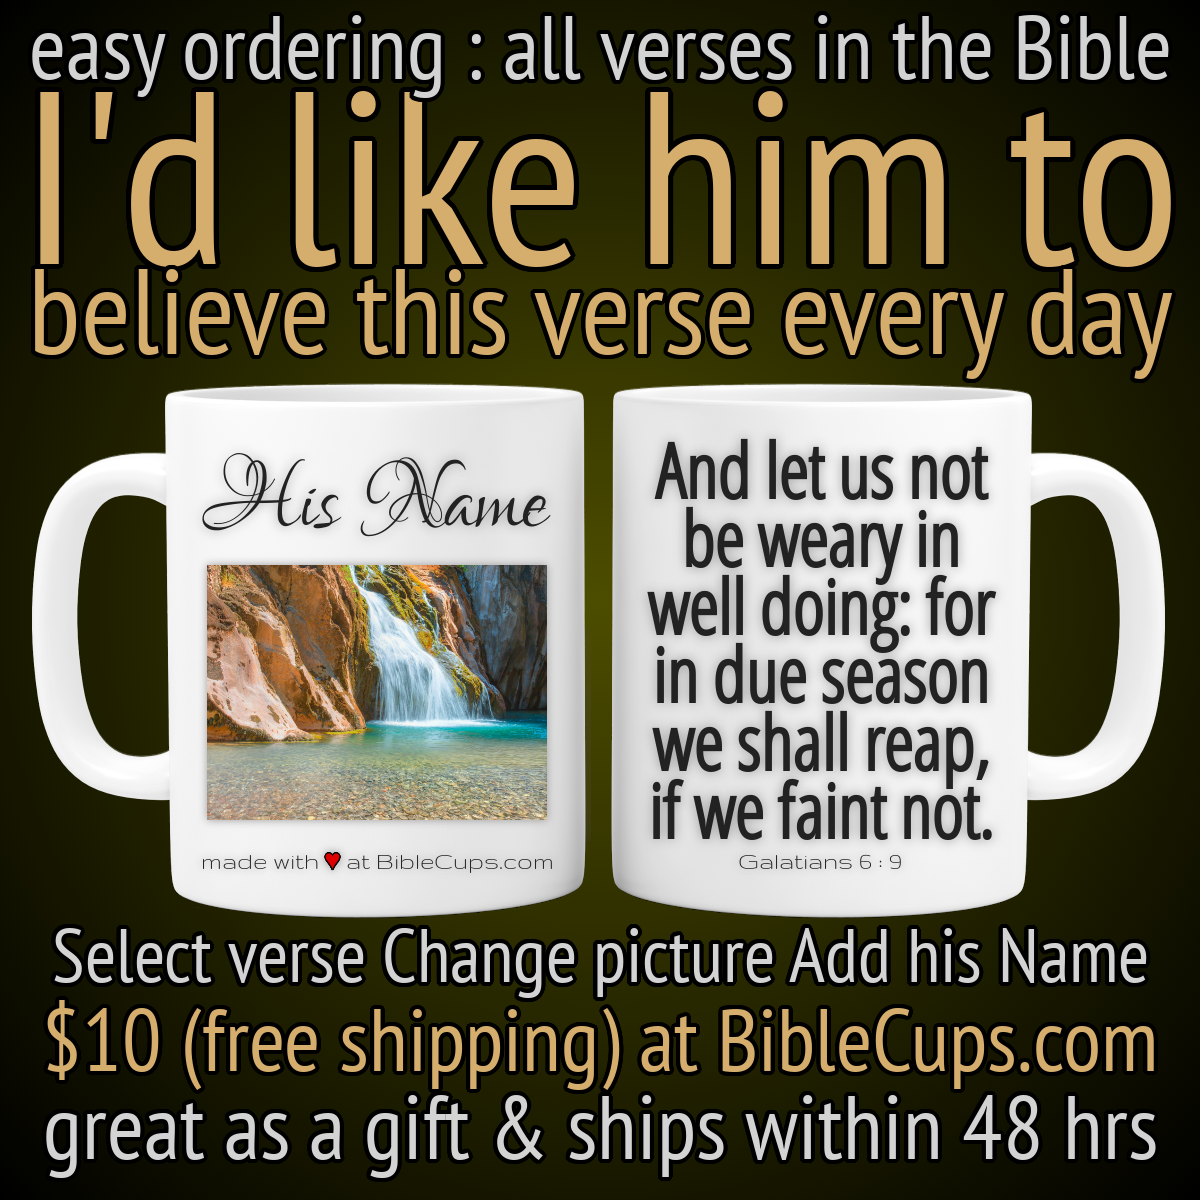 easy ordering : all verses in the Bible
I'd like him to
believe this verse every day
His Name
made with ♥ at BibleCups.com
And let us not
be weary in
well doing: for
in due season
we shall reap,
if we faint not.
Galatians 6 : 9
Select verse Change picture Add his Name
$10 (free shipping) at BibleCups.com
great as a gift & ships within 48 hrs